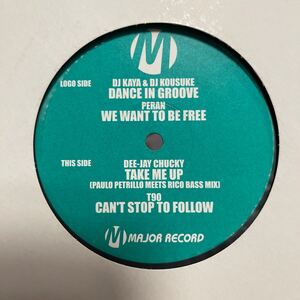 M
LOGO SIDE
DJ KAYA & DJ KOUSUKE
DANCE IN GROOVE
PERAN
WE WANT TO BE FREE
THIS SIDE
DEE-JAY CHUCKY
TAKE ME UP
(PAULO PETRILLO MEETS RICO BASS MIX)
T90
CAN'T STOP TO FOLLOW
M MAJOR RECORD